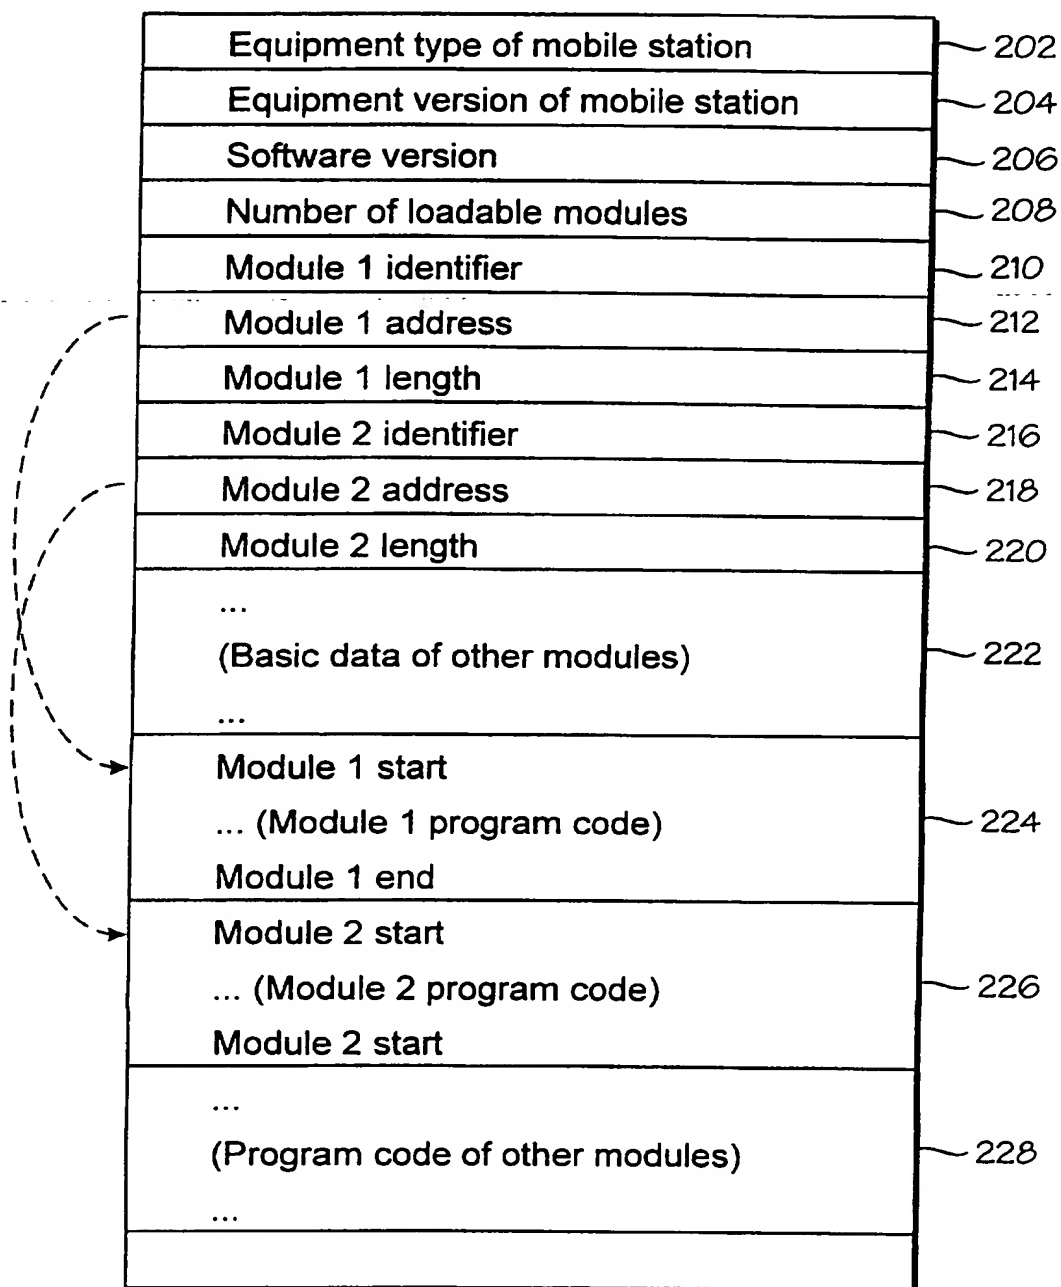 Equipment type of mobile station 202
Equipment version of mobile station 204
Software version 206
Number of loadable modules 208
Module 1 identifier 210
Module 1 address 212
Module 1 length 214
Module 2 identifier 216
Module 2 address 218
Module 2 length 220
...
(Basic data of other modules) 222
...
Module 1 start
... (Module 1 program code) 224
Module 1 end
Module 2 start
... (Module 2 program code) 226
Module 2 start
...
(Program code of other modules) 228
...